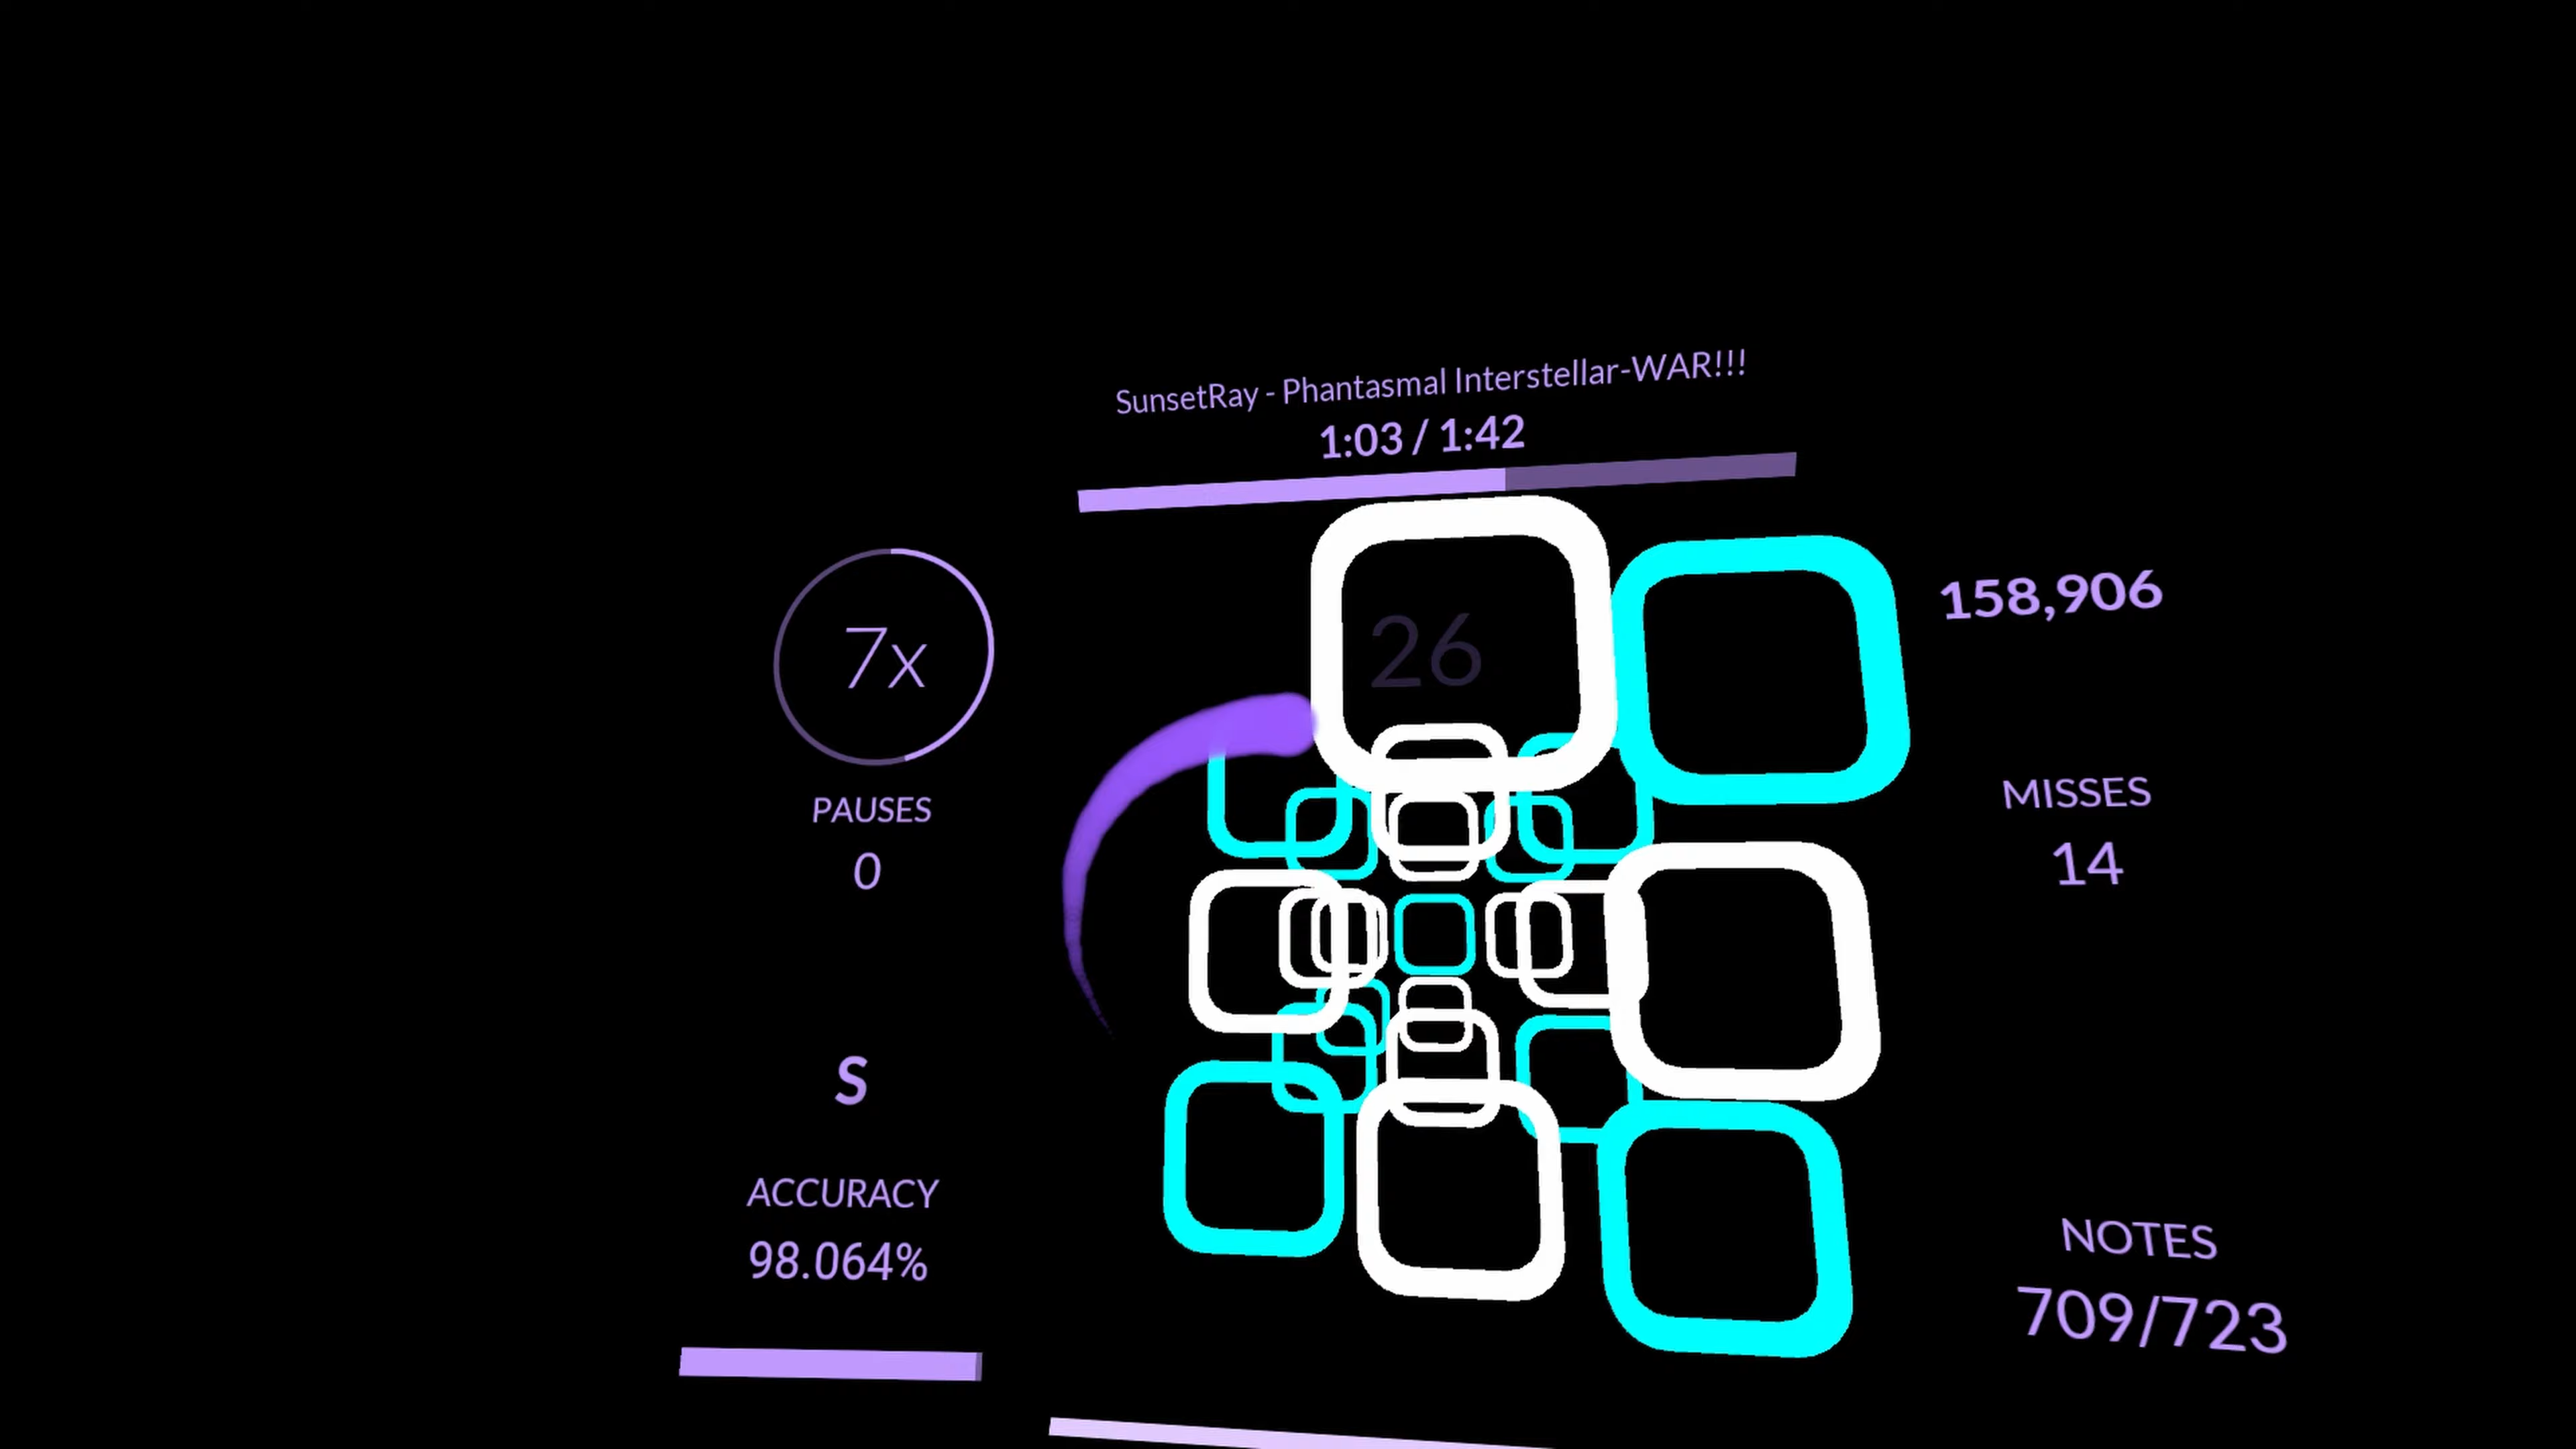 SunsetRay - Phantasmal Interstellar-WAR!!!
1:03 / 1:42
7x
PAUSES
0
S
ACCURACY
98.064%
26
158,906
MISSES
14
NOTES
709/723